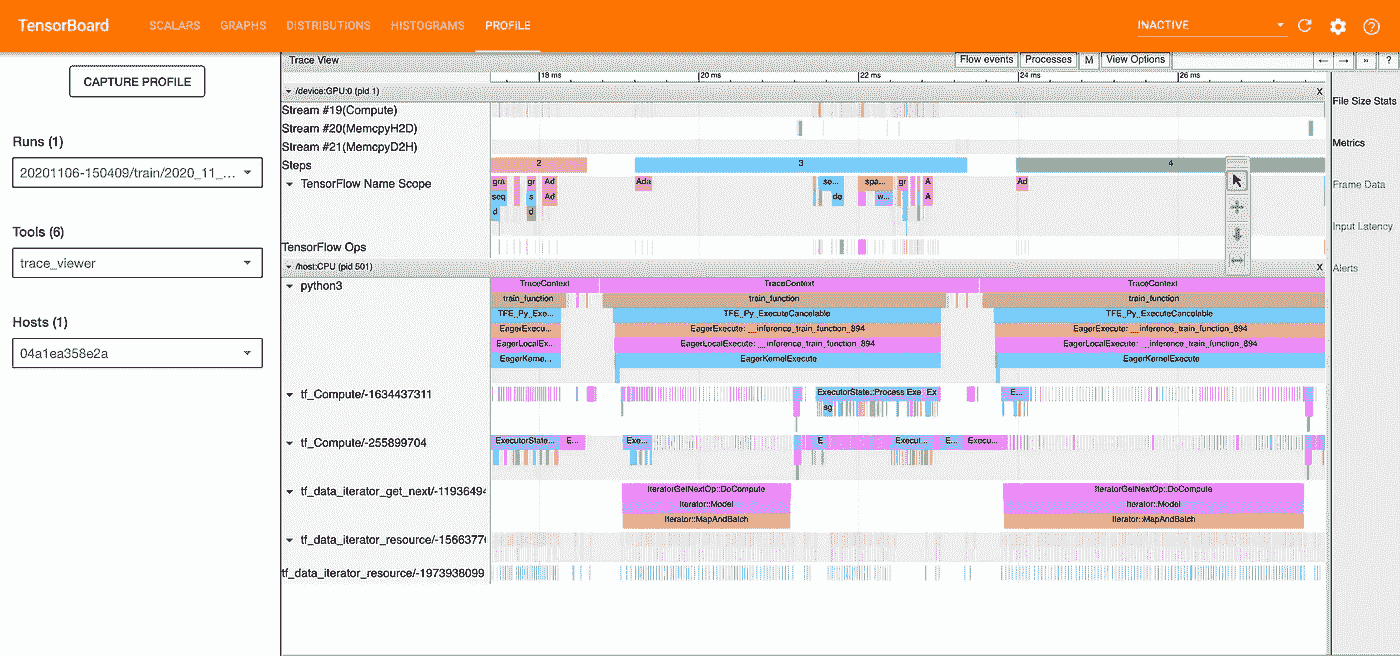 TensorBoard SCALARS GRAPHS DISTRIBUTIONS HISTOGRAMS PROFILE INACTIVE
CAPTURE PROFILE
Runs (1)
20201106-150409/train/2020_11_...
Tools (6)
trace_viewer
Hosts (1)
04a1ea358e2a
Trace View Flow events Processes M View Options ← → » ?
18 ms 20 ms 22 ms 24 ms 26 ms
/device:GPU:0 (pid 1) X
Stream #19(Compute)
Stream #20(MemcpyH2D)
Stream #21(MemcpyD2H)
Steps 2 3 4
TensorFlow Name Scope gra gr Ad Ada so... spa... gr A Ad
seq s Ad de w... A
d d
TensorFlow Ops
/host:CPU (pid 501) X
python3 TraceContext TraceContext TraceContext
train_function train_function train_function
TFE_Py_Exe... TFE_Py_ExecuteCancelable TFE_Py_ExecuteCancelable
EagerExecu... EagerExecute: __inference_train_function_894 EagerExecute: __inference_train_function_894
EagerLocalEx... EagerLocalExecute: __inference_train_function_894 EagerLocalExecute: __inference_train_function_894
EagerKerne... EagerKernelExecute EagerKernelExecute
tf_Compute/-1634437311 ExecutorState::Process Exe Ex E...
sg
tf_Compute/-255899704 ExecutorState... E... Exe... E Execut... E... Execu...
tf_data_iterator_get_next/-11936494 IteratorGetNextOp::DoCompute IteratorGetNextOp::DoCompute
Iterator::Model Iterator::Model
Iterator::MapAndBatch Iterator::MapAndBatch
tf_data_iterator_resource/-1566377
tf_data_iterator_resource/-1973936099
File Size Stats
Metrics
Frame Data
Input Latency
Alerts